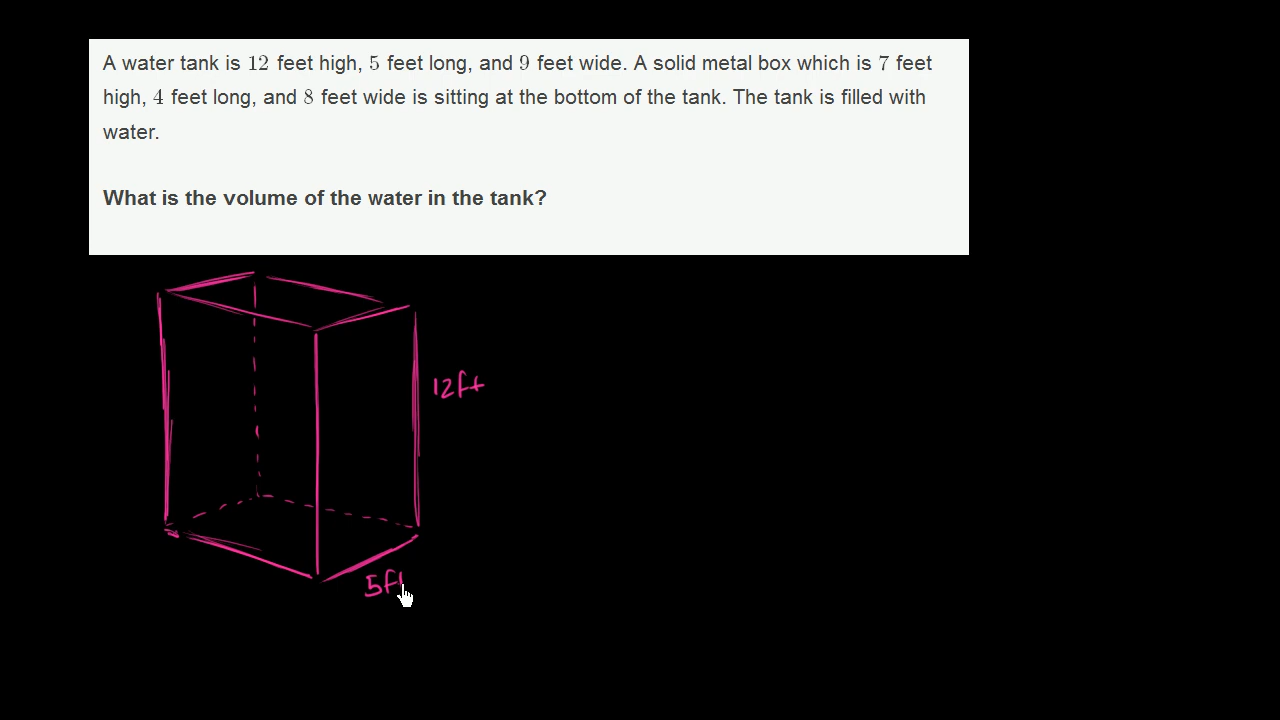 A water tank is 12 feet high, 5 feet long, and 9 feet wide. A solid metal box which is 7 feet
high, 4 feet long, and 8 feet wide is sitting at the bottom of the tank. The tank is filled with
water.
What is the volume of the water in the tank?
12ft